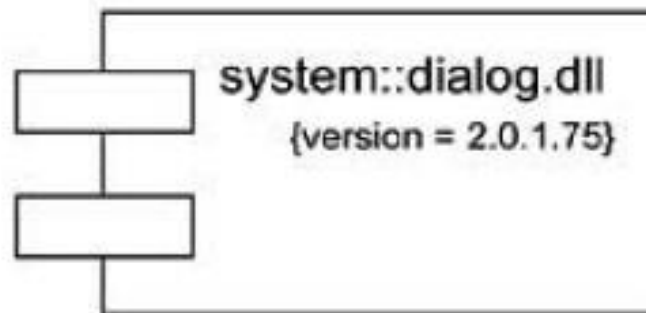 system::dialog.dll
{version = 2.0.1.75}